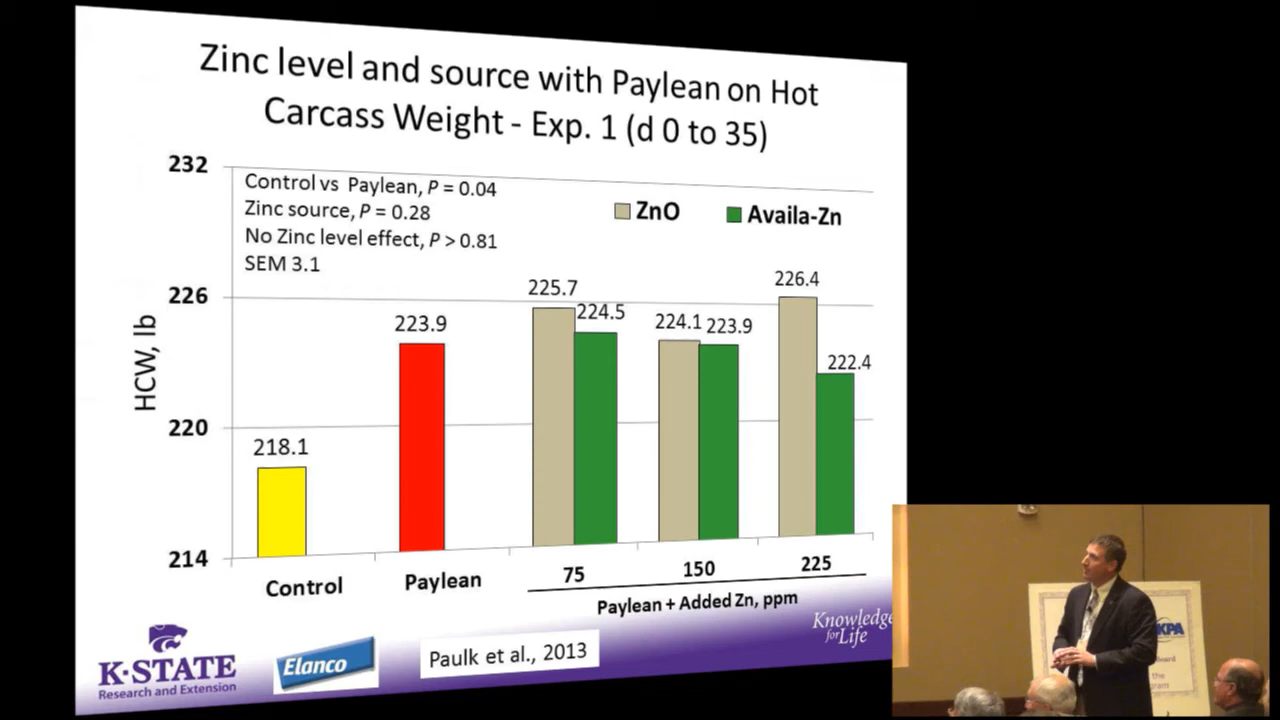 Zinc level and source with Paylean on Hot
Carcass Weight - Exp. 1 (d 0 to 35)
232
226
220
214
HCW, lb
Control vs Paylean, P = 0.04
Zinc source, P = 0.28
No Zinc level effect, P > 0.81
SEM 3.1
ZnO
Availa-Zn
218.1
223.9
225.7
224.5
224.1
223.9
226.4
222.4
Control
Paylean
75
150
225
Paylean + Added Zn, ppm
K-STATE
Research and Extension
Elanco
Paulk et al., 2013
Knowledge
for Life
KPA
the